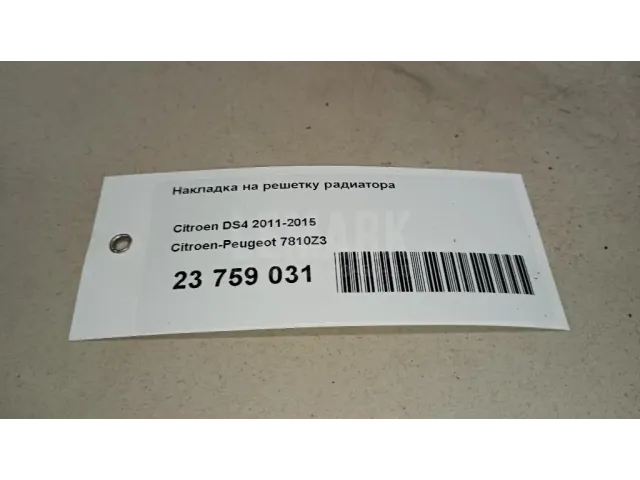 Накладка на решетку радиатора
Citroen DS4 2011-2015
Citroen-Peugeot 7810Z3
23 759 031